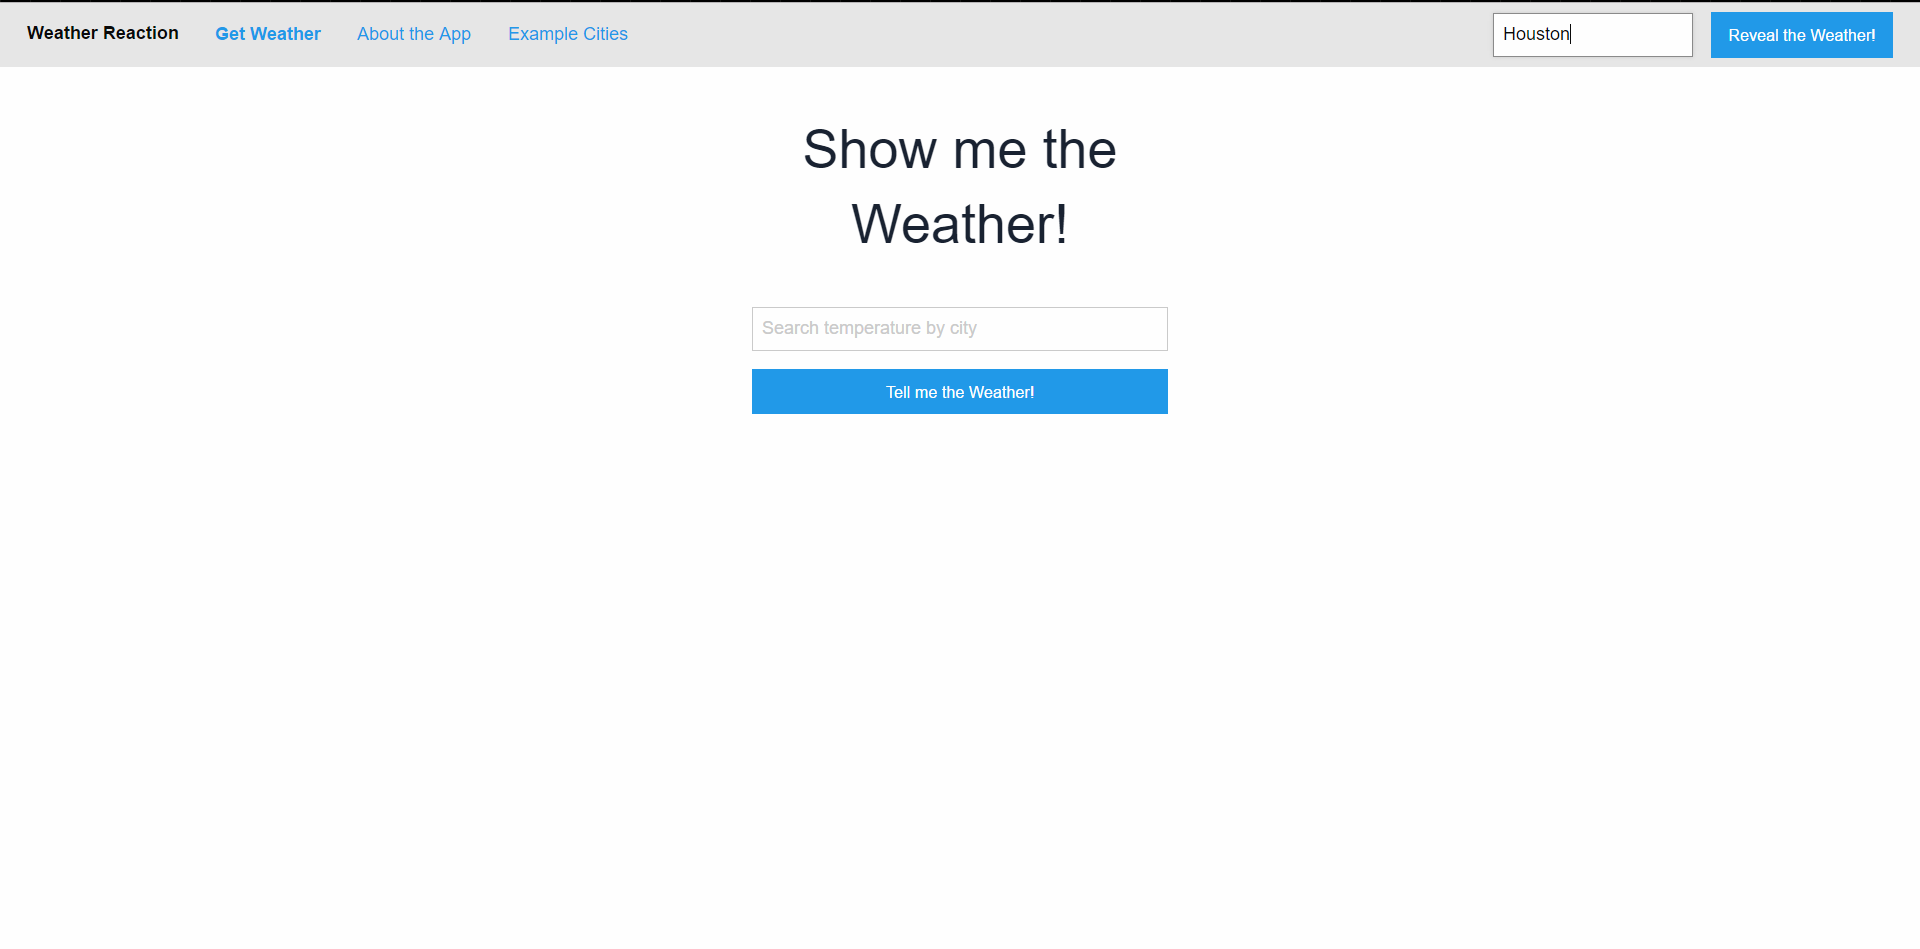 Weather Reaction Get Weather About the App Example Cities Houston Reveal the Weather!
Show me the
Weather!
Search temperature by city
Tell me the Weather!